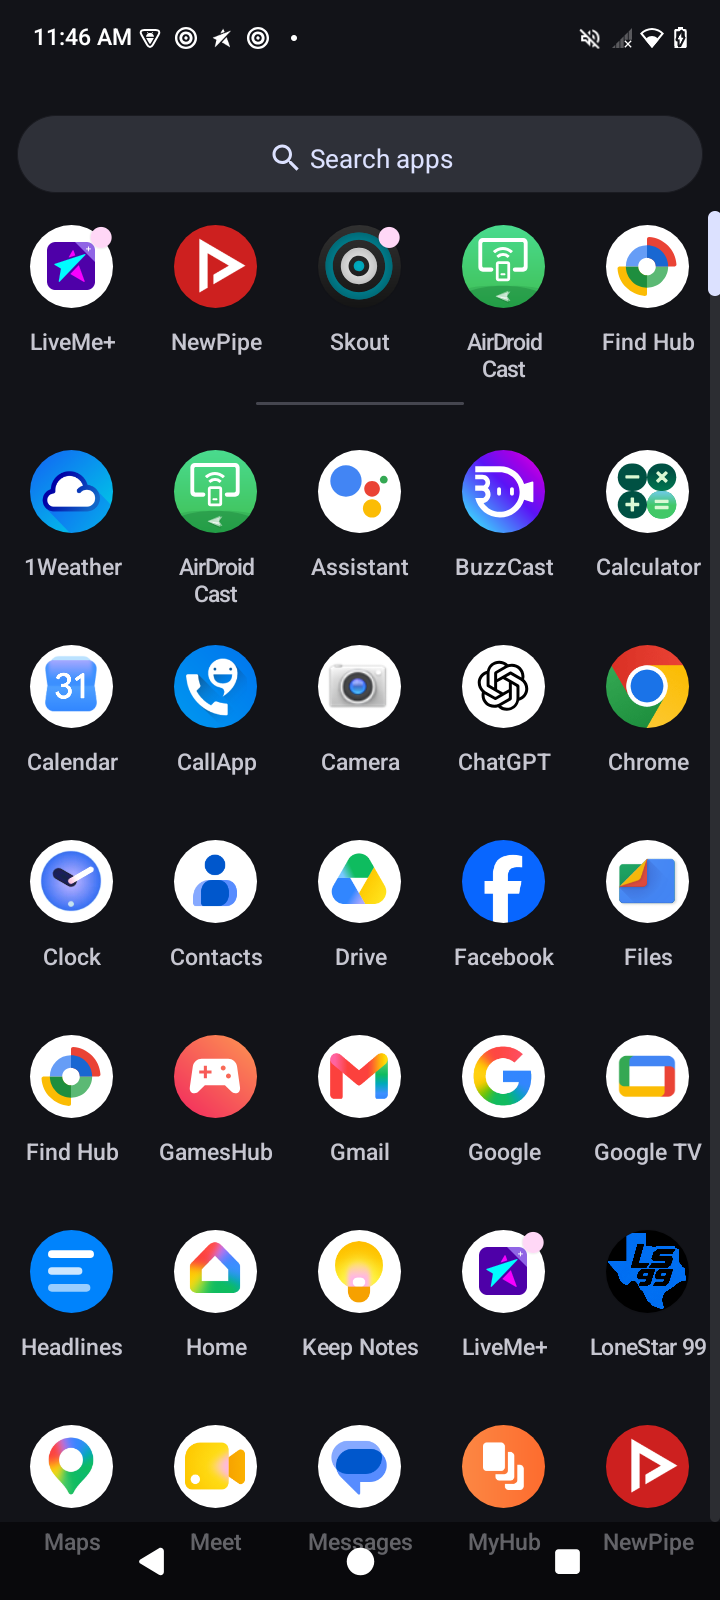 11:46 AM
Search apps
LiveMe+ NewPipe Skout AirDroid Cast Find Hub
1Weather AirDroid Cast Assistant BuzzCast Calculator
31
Calendar CallApp Camera ChatGPT Chrome
Clock Contacts Drive Facebook Files
Find Hub GamesHub Gmail Google Google TV
LS
99
Headlines Home Keep Notes LiveMe+ LoneStar 99
Maps Meet Messages MyHub NewPipe